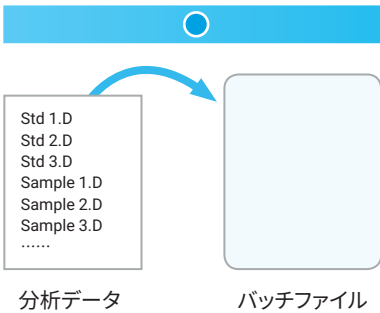 Std 1.D
Std 2.D
Std 3.D
Sample 1.D
Sample 2.D
Sample 3.D
......
分析データ
バッチファイル